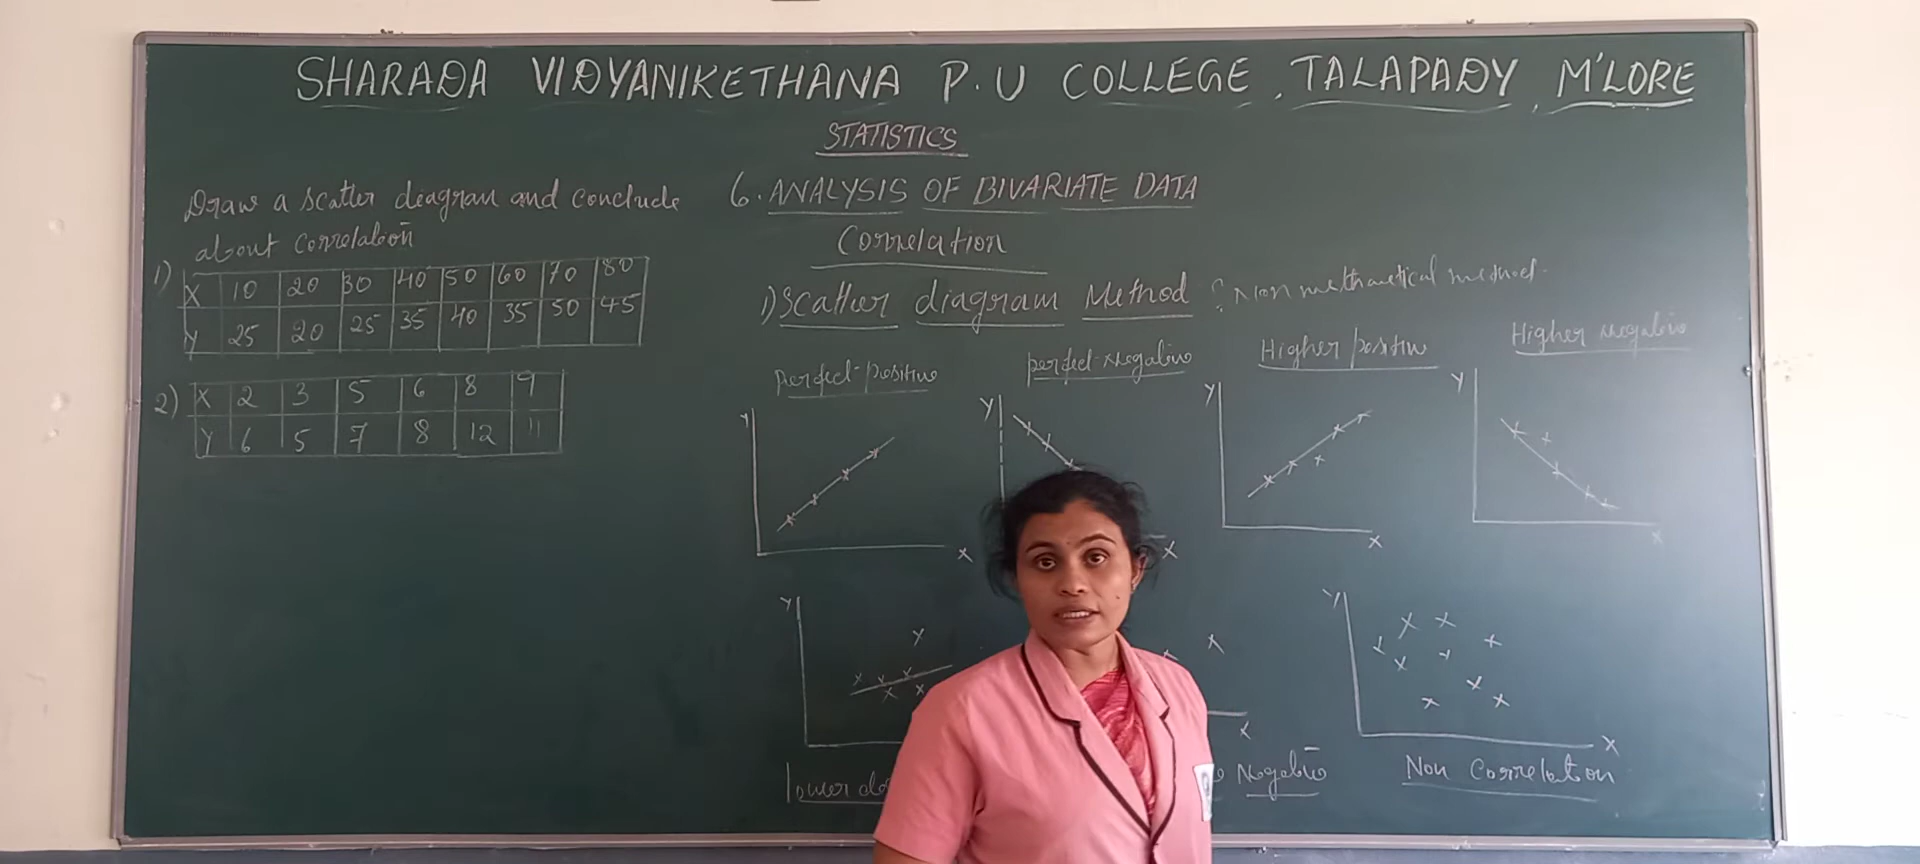 SHARADA VIDYANIKETHANA P.U COLLEGE, TALAPADY, M'LORE
STATISTICS
Draw a scatter diagram and conclude
about Correlation
1)
X 10 20 30 40 50 60 70 80
Y 25 20 25 35 40 35 50 45
2)
X 2 3 5 6 8 9
Y 6 5 7 8 12 11
6. ANALYSIS OF BIVARIATE DATA
Correlation
1) Scatter diagram Method : Non mathematical method.
Perfect-positive
perfect-negative
Higher positive
Higher negative
Y
X
Y
X
Y
X
Y
X
Y
Y
X
Y
X
lower
Negative
Non Correlation